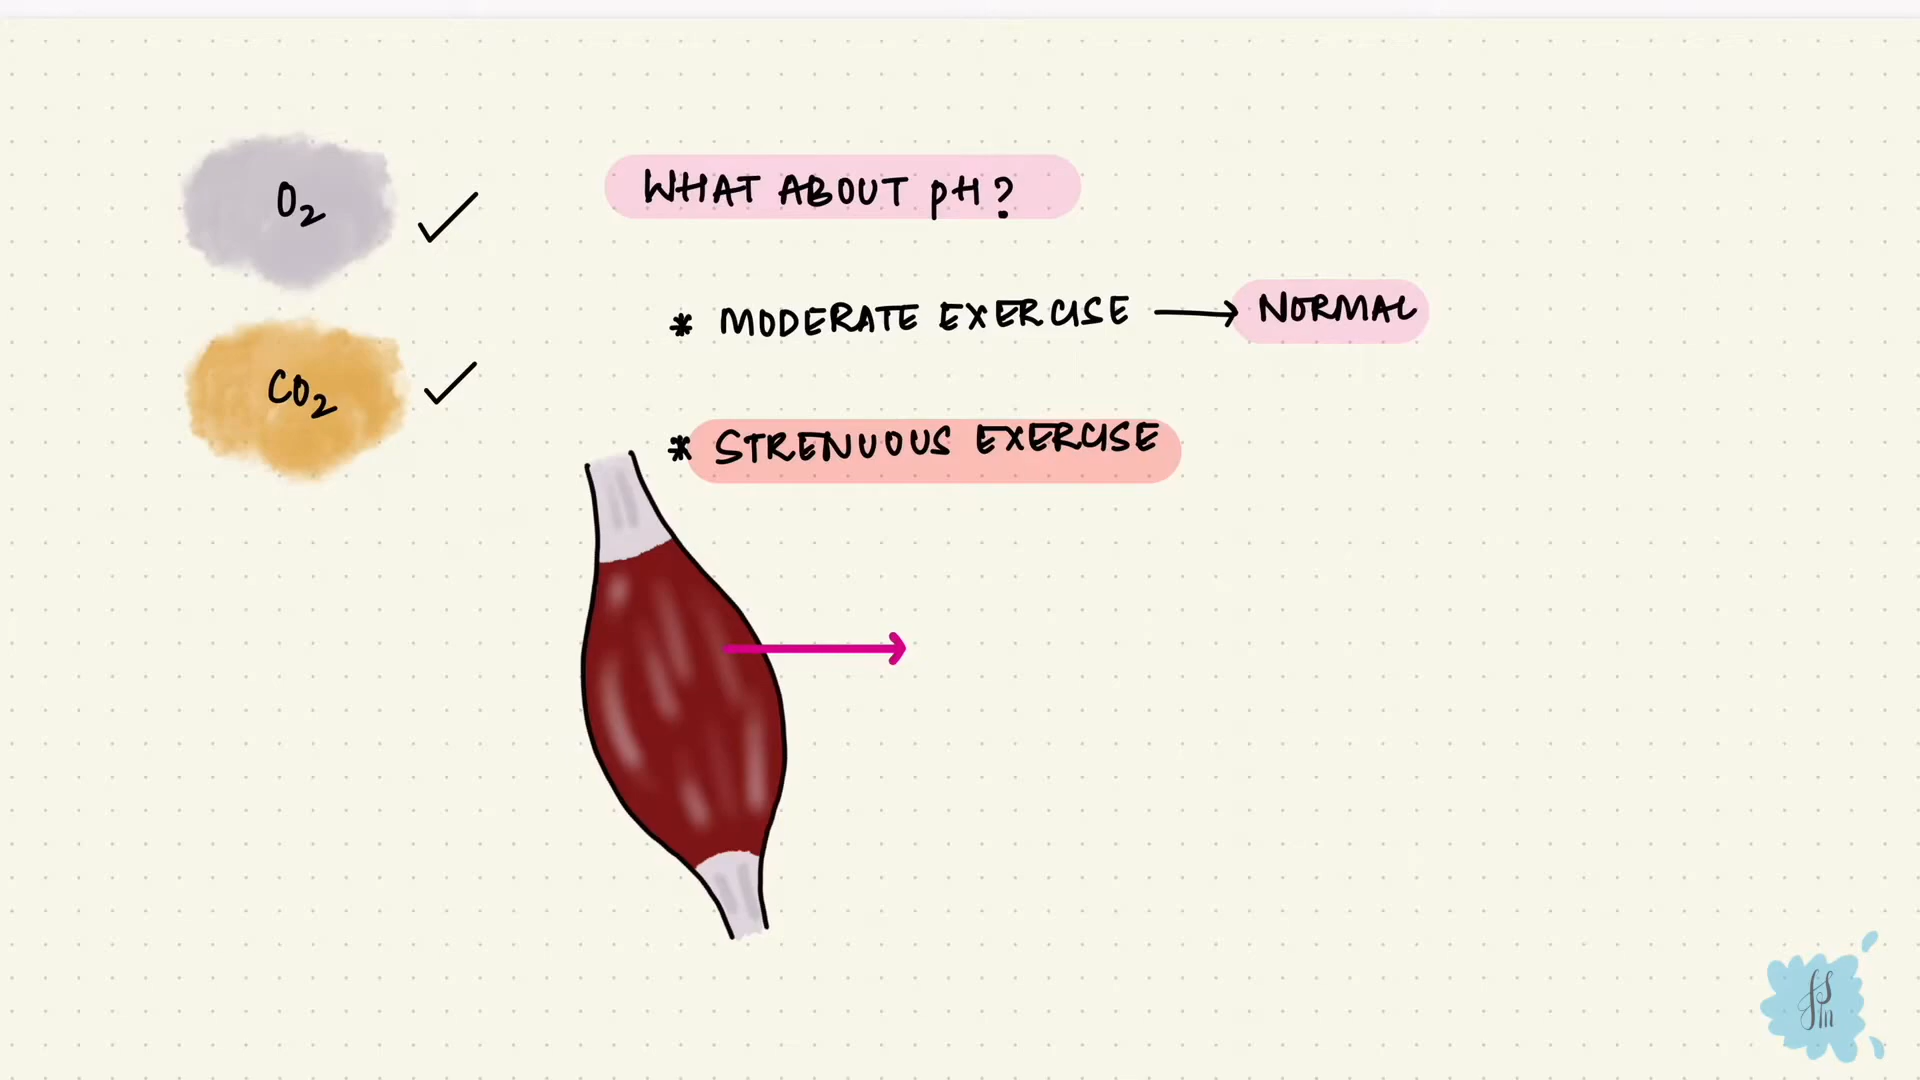 O₂
CO₂
WHAT ABOUT pH?
* MODERATE EXERCISE → NORMAL
* STRENUOUS EXERCISE